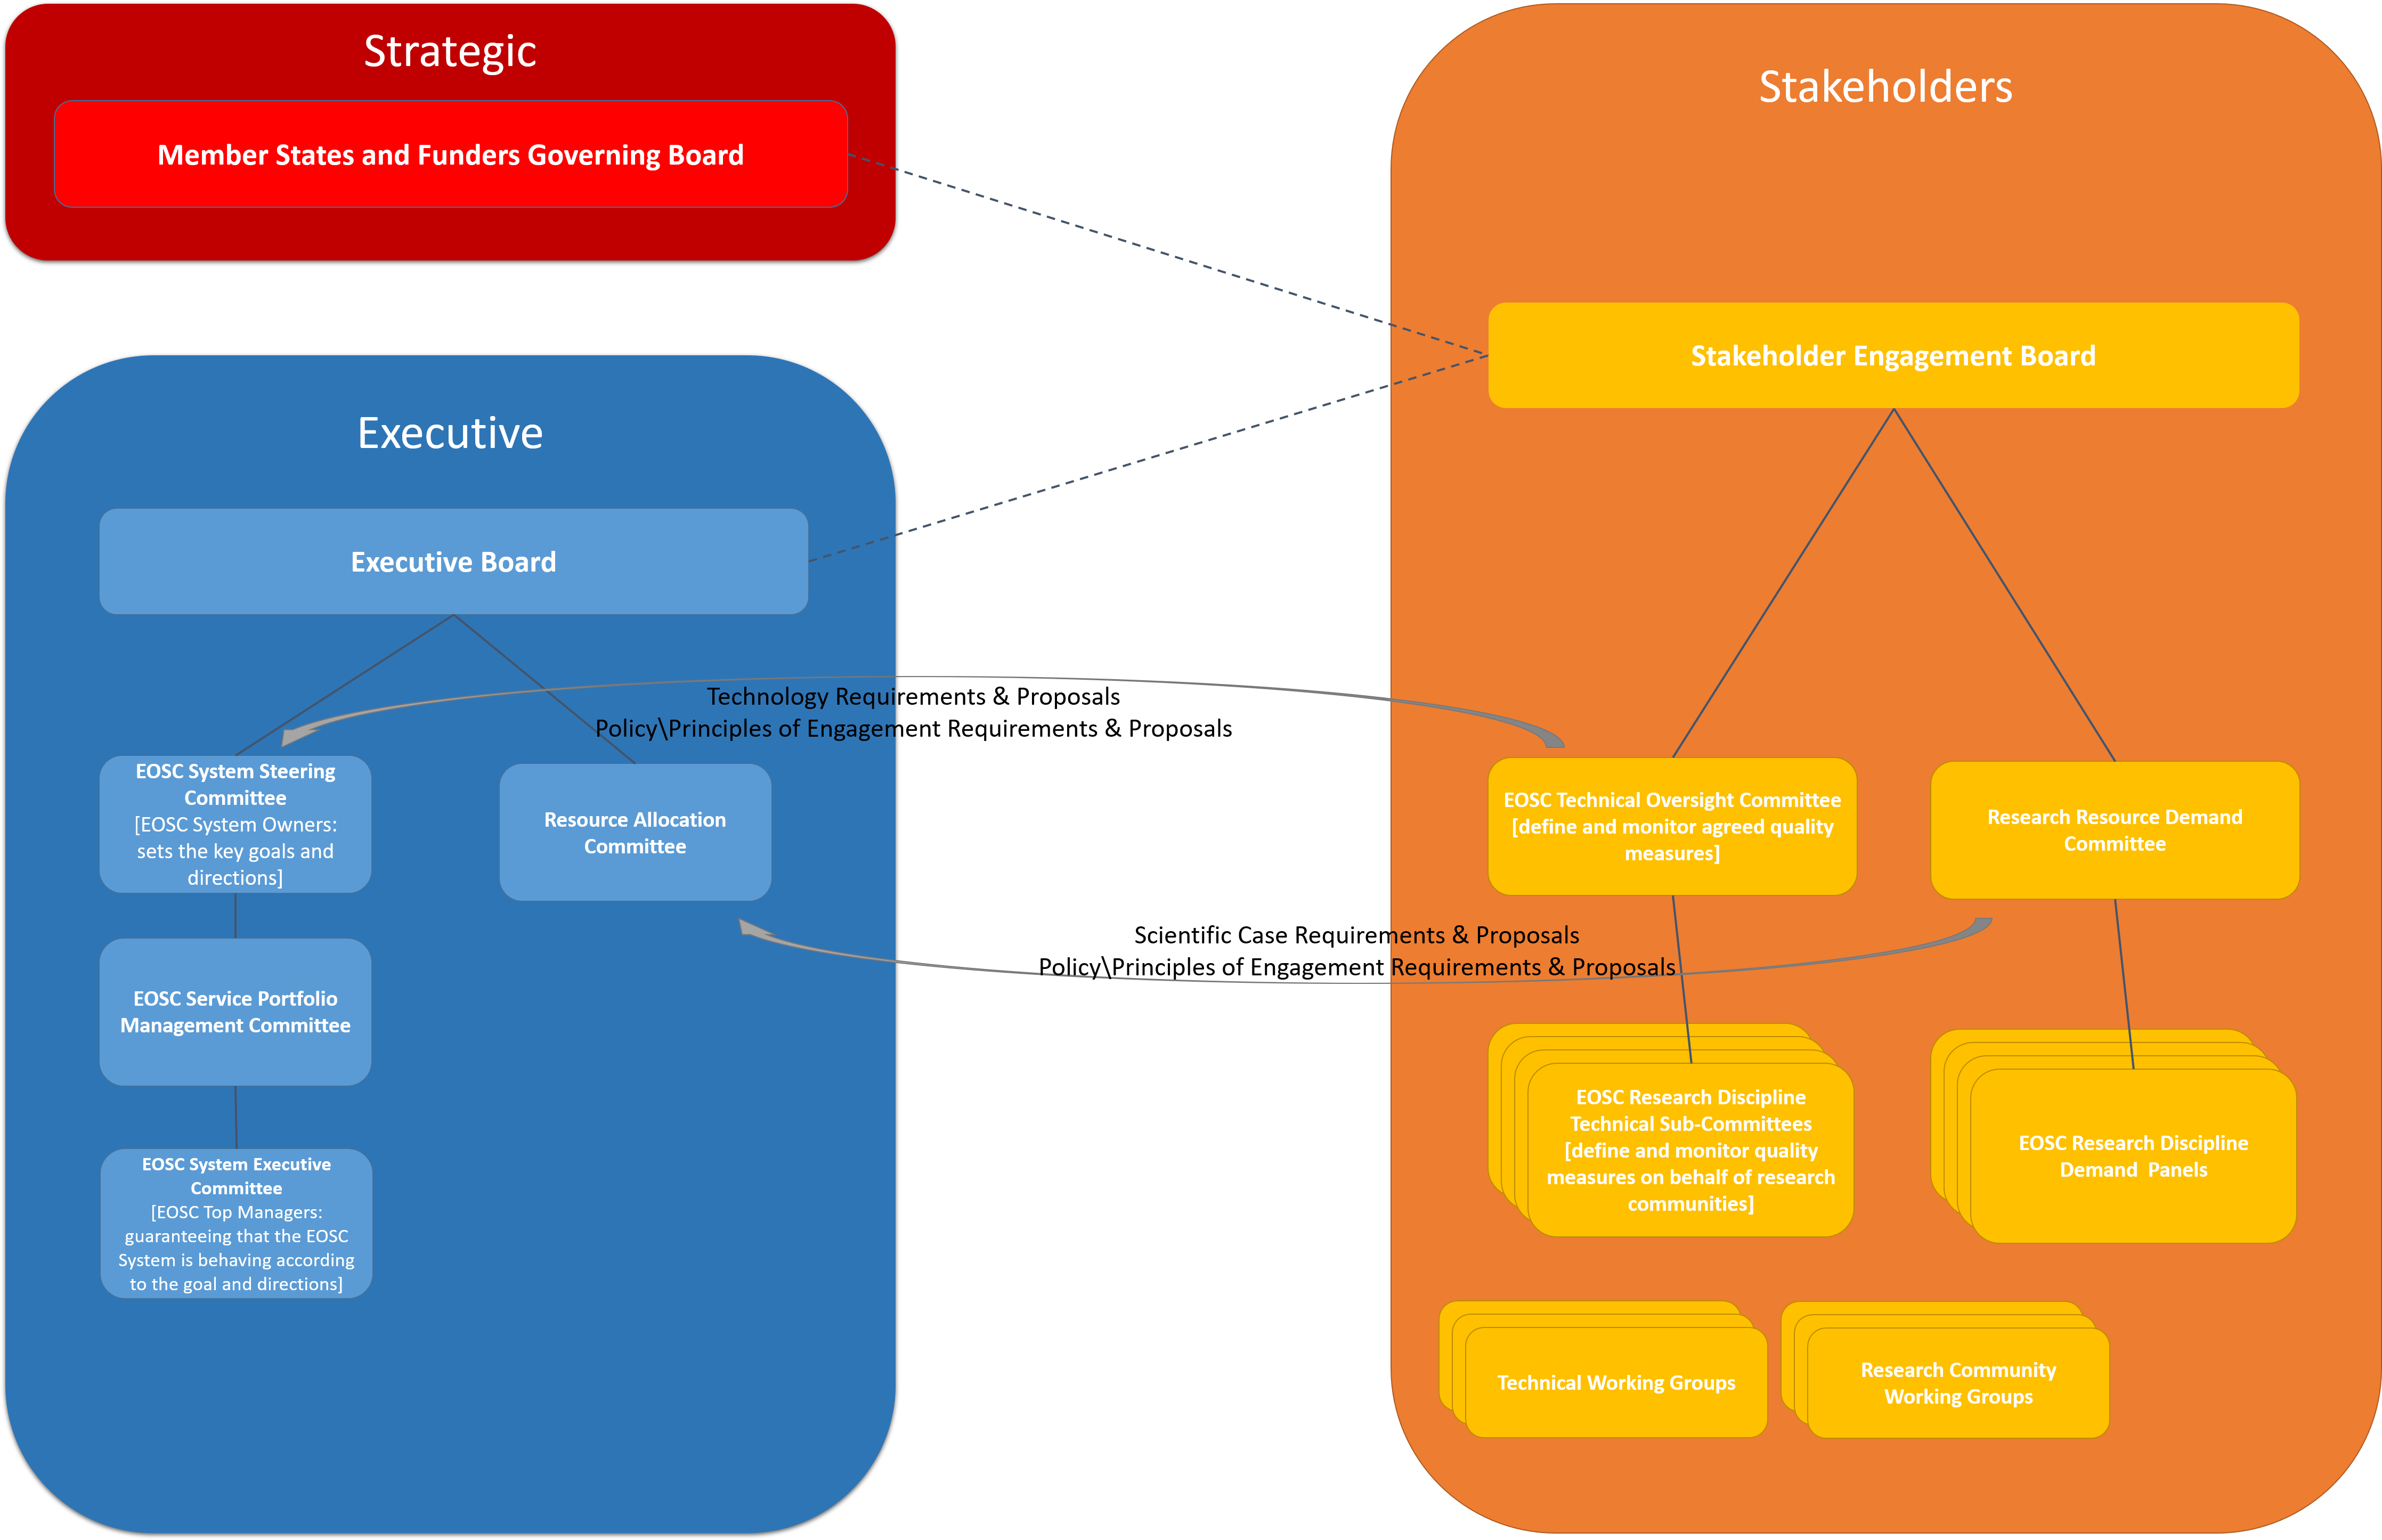 Strategic
Member States and Funders Governing Board
Stakeholders
Stakeholder Engagement Board
Executive
Executive Board
Technology Requirements & Proposals
Policy\Principles of Engagement Requirements & Proposals
EOSC System Steering
Committee
[EOSC System Owners:
sets the key goals and
directions]
Resource Allocation
Committee
EOSC Technical Oversight Committee
[define and monitor agreed quality
measures]
Research Resource Demand
Committee
Scientific Case Requirements & Proposals
Policy\Principles of Engagement Requirements & Proposals
EOSC Service Portfolio
Management Committee
EOSC System Executive
Committee
[EOSC Top Managers:
guaranteeing that the EOSC
System is behaving according
to the goal and directions]
EOSC Research Discipline
Technical Sub-Committees
[define and monitor quality
measures on behalf of research
communities]
EOSC Research Discipline
Demand  Panels
Technical Working Groups
Research Community
Working Groups